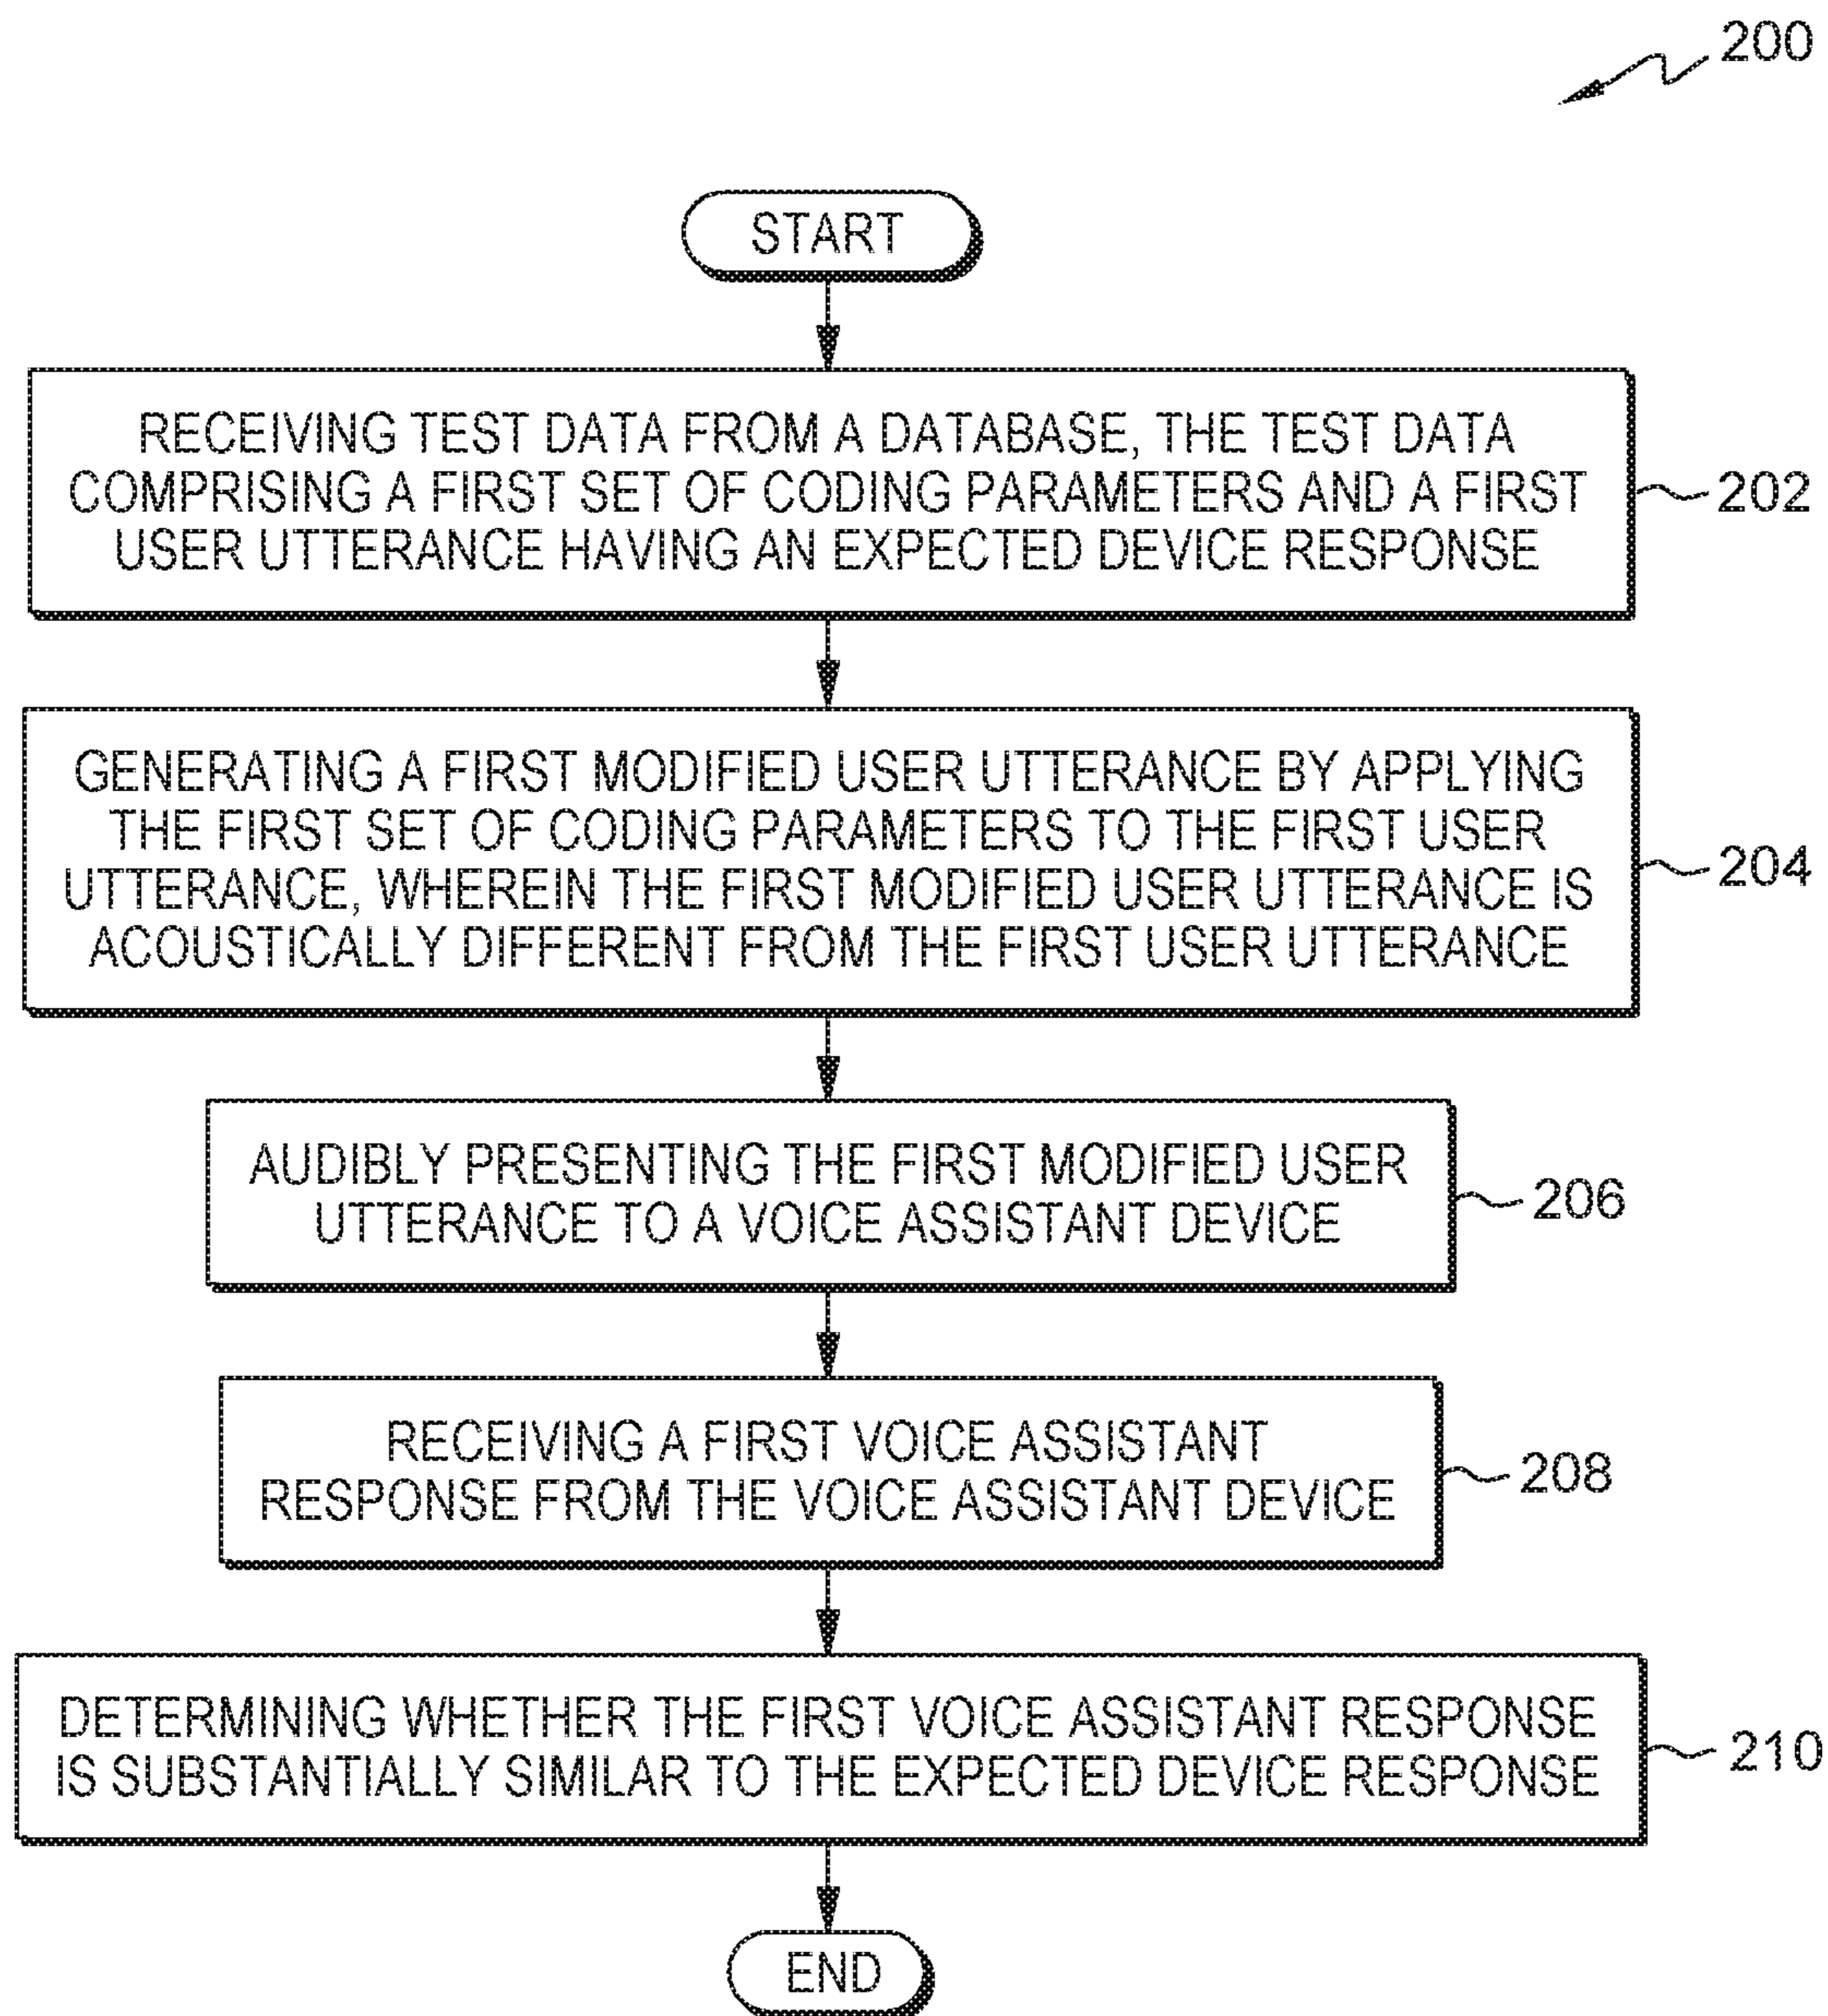 200
START
RECEIVING TEST DATA FROM A DATABASE, THE TEST DATA
COMPRISING A FIRST SET OF CODING PARAMETERS AND A FIRST
USER UTTERANCE HAVING AN EXPECTED DEVICE RESPONSE
202
GENERATING A FIRST MODIFIED USER UTTERANCE BY APPLYING
THE FIRST SET OF CODING PARAMETERS TO THE FIRST USER
UTTERANCE, WHEREIN THE FIRST MODIFIED USER UTTERANCE IS
ACOUSTICALLY DIFFERENT FROM THE FIRST USER UTTERANCE
204
AUDIBLY PRESENTING THE FIRST MODIFIED USER
UTTERANCE TO A VOICE ASSISTANT DEVICE
206
RECEIVING A FIRST VOICE ASSISTANT
RESPONSE FROM THE VOICE ASSISTANT DEVICE
208
DETERMINING WHETHER THE FIRST VOICE ASSISTANT RESPONSE
IS SUBSTANTIALLY SIMILAR TO THE EXPECTED DEVICE RESPONSE
210
END